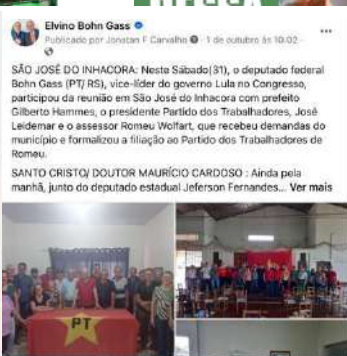 Elvino Bohn Gass
Publicado por Jonatan F Carvalho · 1 de outubro às 10:02 ·
SÃO JOSÉ DO INHACORA: Neste Sábado(31), o deputado federal
Bohn Gass (PT/ RS), vice-líder do governo Lula no Congresso,
participou da reunião em São José do Inhacora com prefeito
Gilberto Hammes, o presidente Partido dos Trabalhadores, José
Leidemar e o assessor Romeu Wolfart, que recebeu demandas do
município e formalizou a filiação ao Partido dos Trabalhadores de
Romeu.
SANTO CRISTO/ DOUTOR MAURÍCIO CARDOSO : Ainda pela
manhã, junto do deputado estadual Jeferson Fernandes... Ver mais
PT